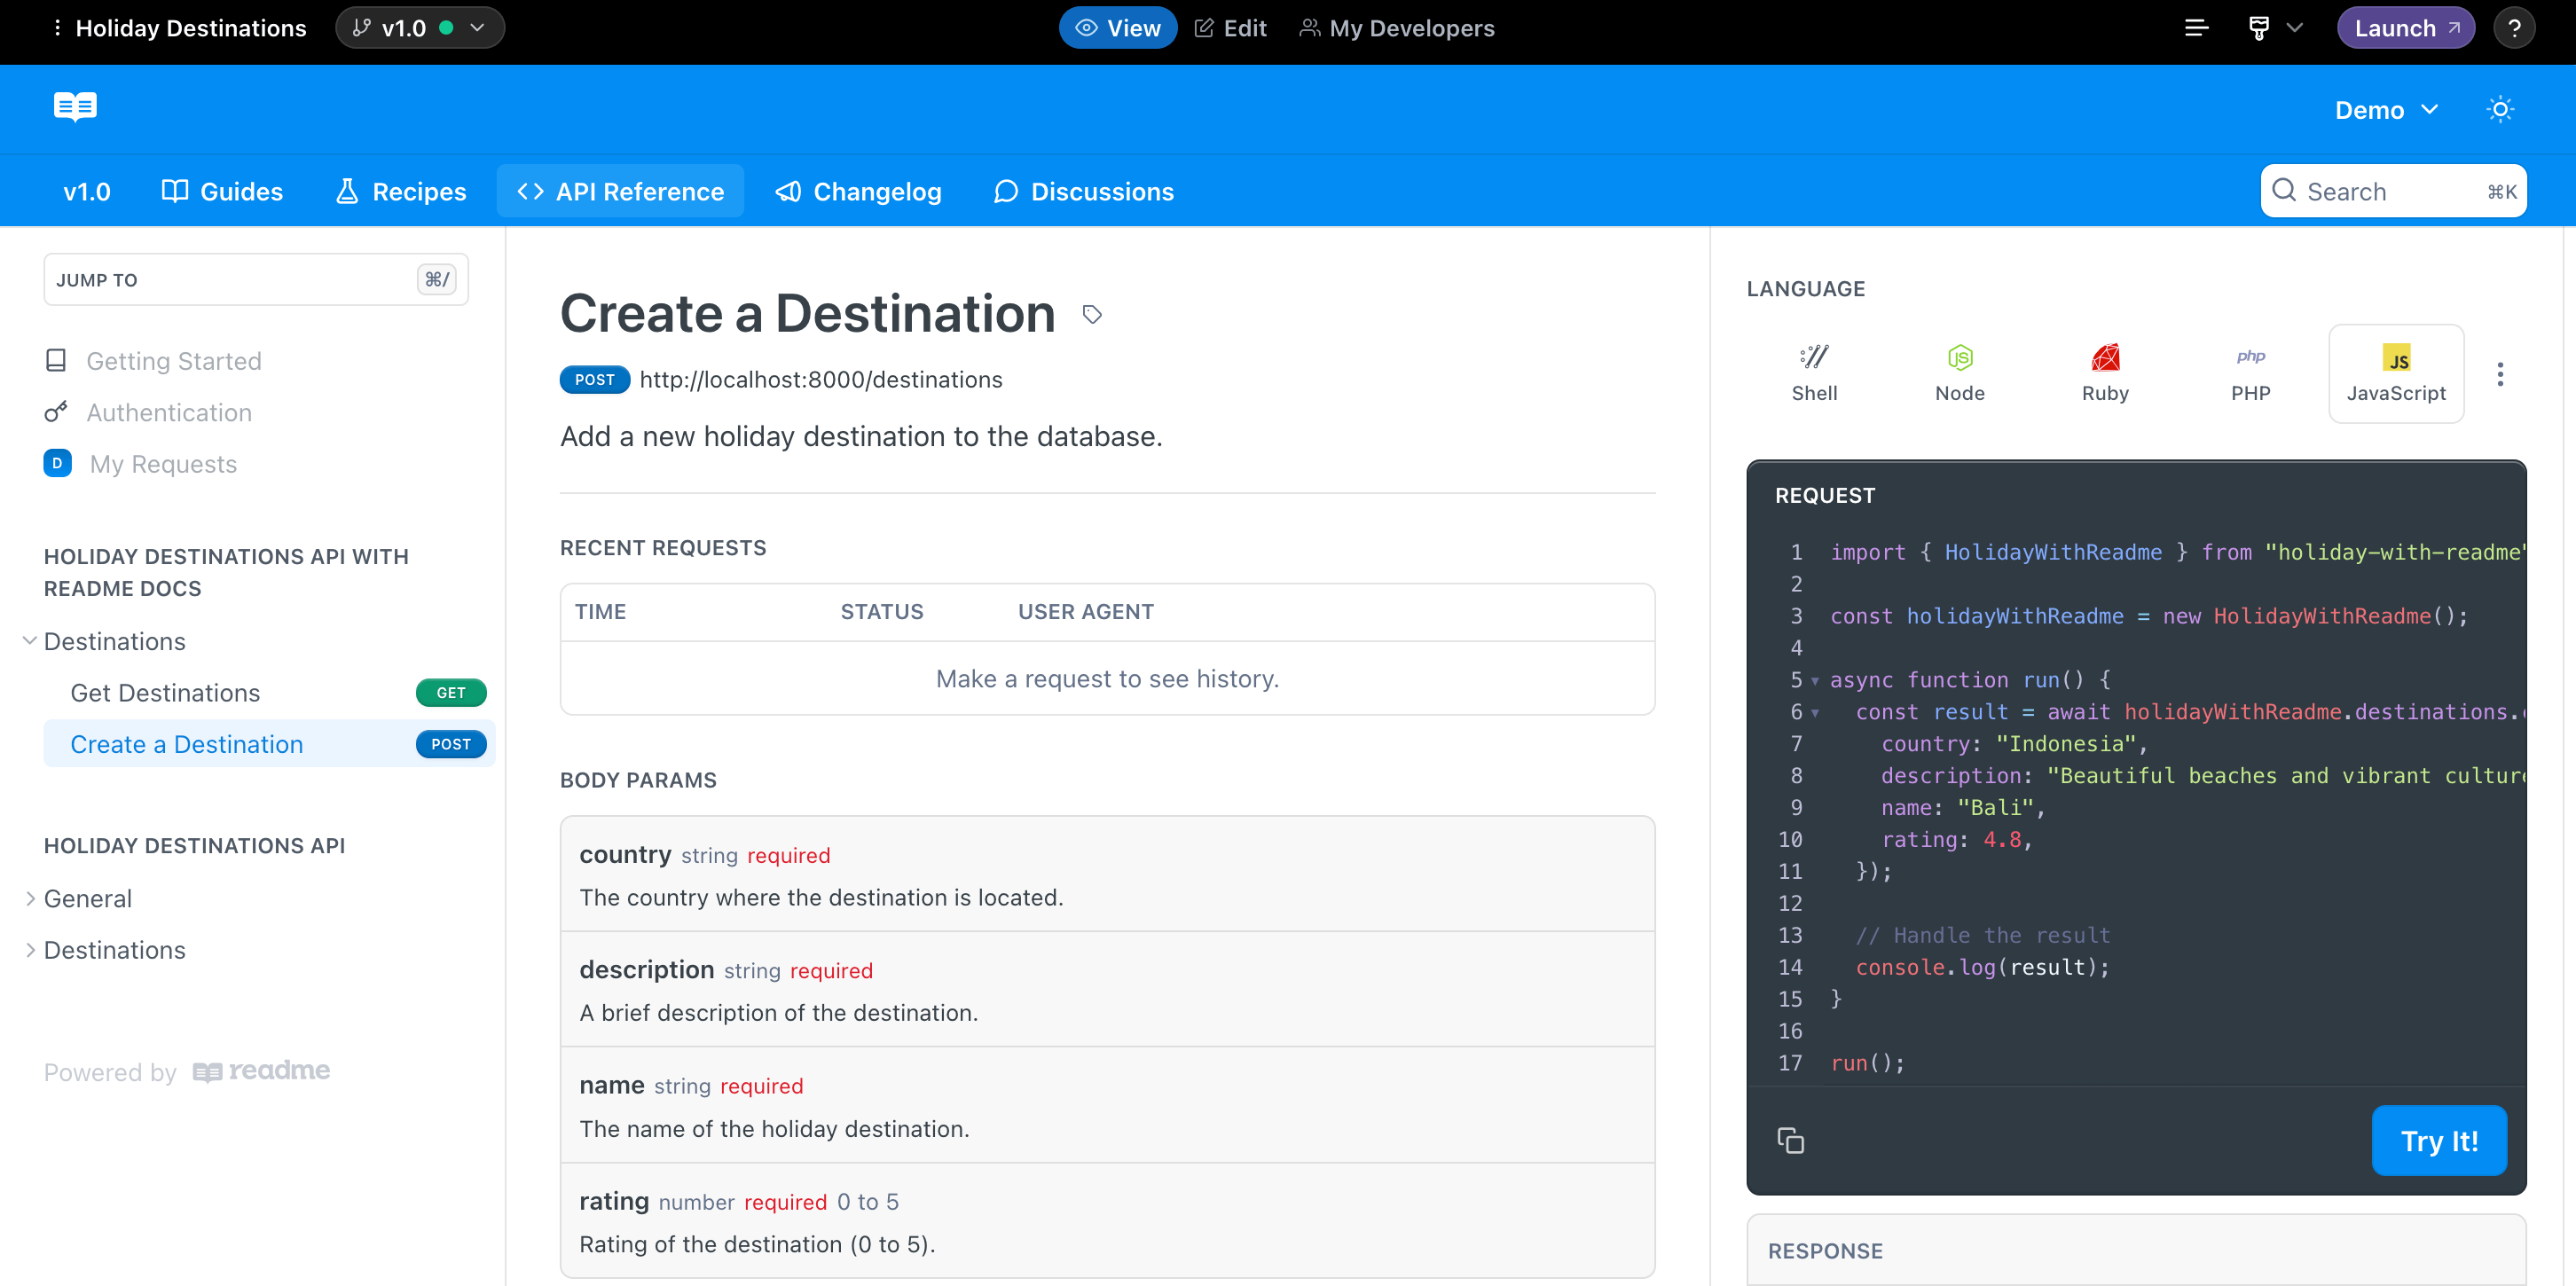 Holiday Destinations
v1.0
View
Edit
My Developers
Launch
?
Demo
v1.0
Guides
Recipes
API Reference
Changelog
Discussions
Search
⌘K
JUMP TO
⌘/
Getting Started
Authentication
D
My Requests
HOLIDAY DESTINATIONS API WITH
README DOCS
Destinations
Get Destinations
GET
Create a Destination
POST
HOLIDAY DESTINATIONS API
General
Destinations
Powered by readme
Create a Destination
POST http://localhost:8000/destinations
Add a new holiday destination to the database.
RECENT REQUESTS
TIME STATUS USER AGENT
Make a request to see history.
BODY PARAMS
country string required
The country where the destination is located.
description string required
A brief description of the destination.
name string required
The name of the holiday destination.
rating number required 0 to 5
Rating of the destination (0 to 5).
LANGUAGE
Shell
JS
Node
Ruby
php
PHP
JS
JavaScript
REQUEST
1 import { HolidayWithReadme } from "holiday-with-readme"
2
3 const holidayWithReadme = new HolidayWithReadme();
4
5 async function run() {
6 const result = await holidayWithReadme.destinations.
7 country: "Indonesia",
8 description: "Beautiful beaches and vibrant culture
9 name: "Bali",
10 rating: 4.8,
11 });
12
13 // Handle the result
14 console.log(result);
15 }
16
17 run();
Try It!
RESPONSE